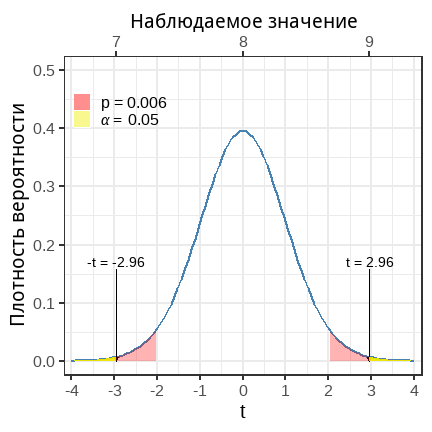 Наблюдаемое значение
7 8 9
Плотность вероятности
0.5
0.4
0.3
0.2
0.1
0.0
p = 0.006
α = 0.05
-t = -2.96
t = 2.96
-4 -3 -2 -1 0 1 2 3 4
t